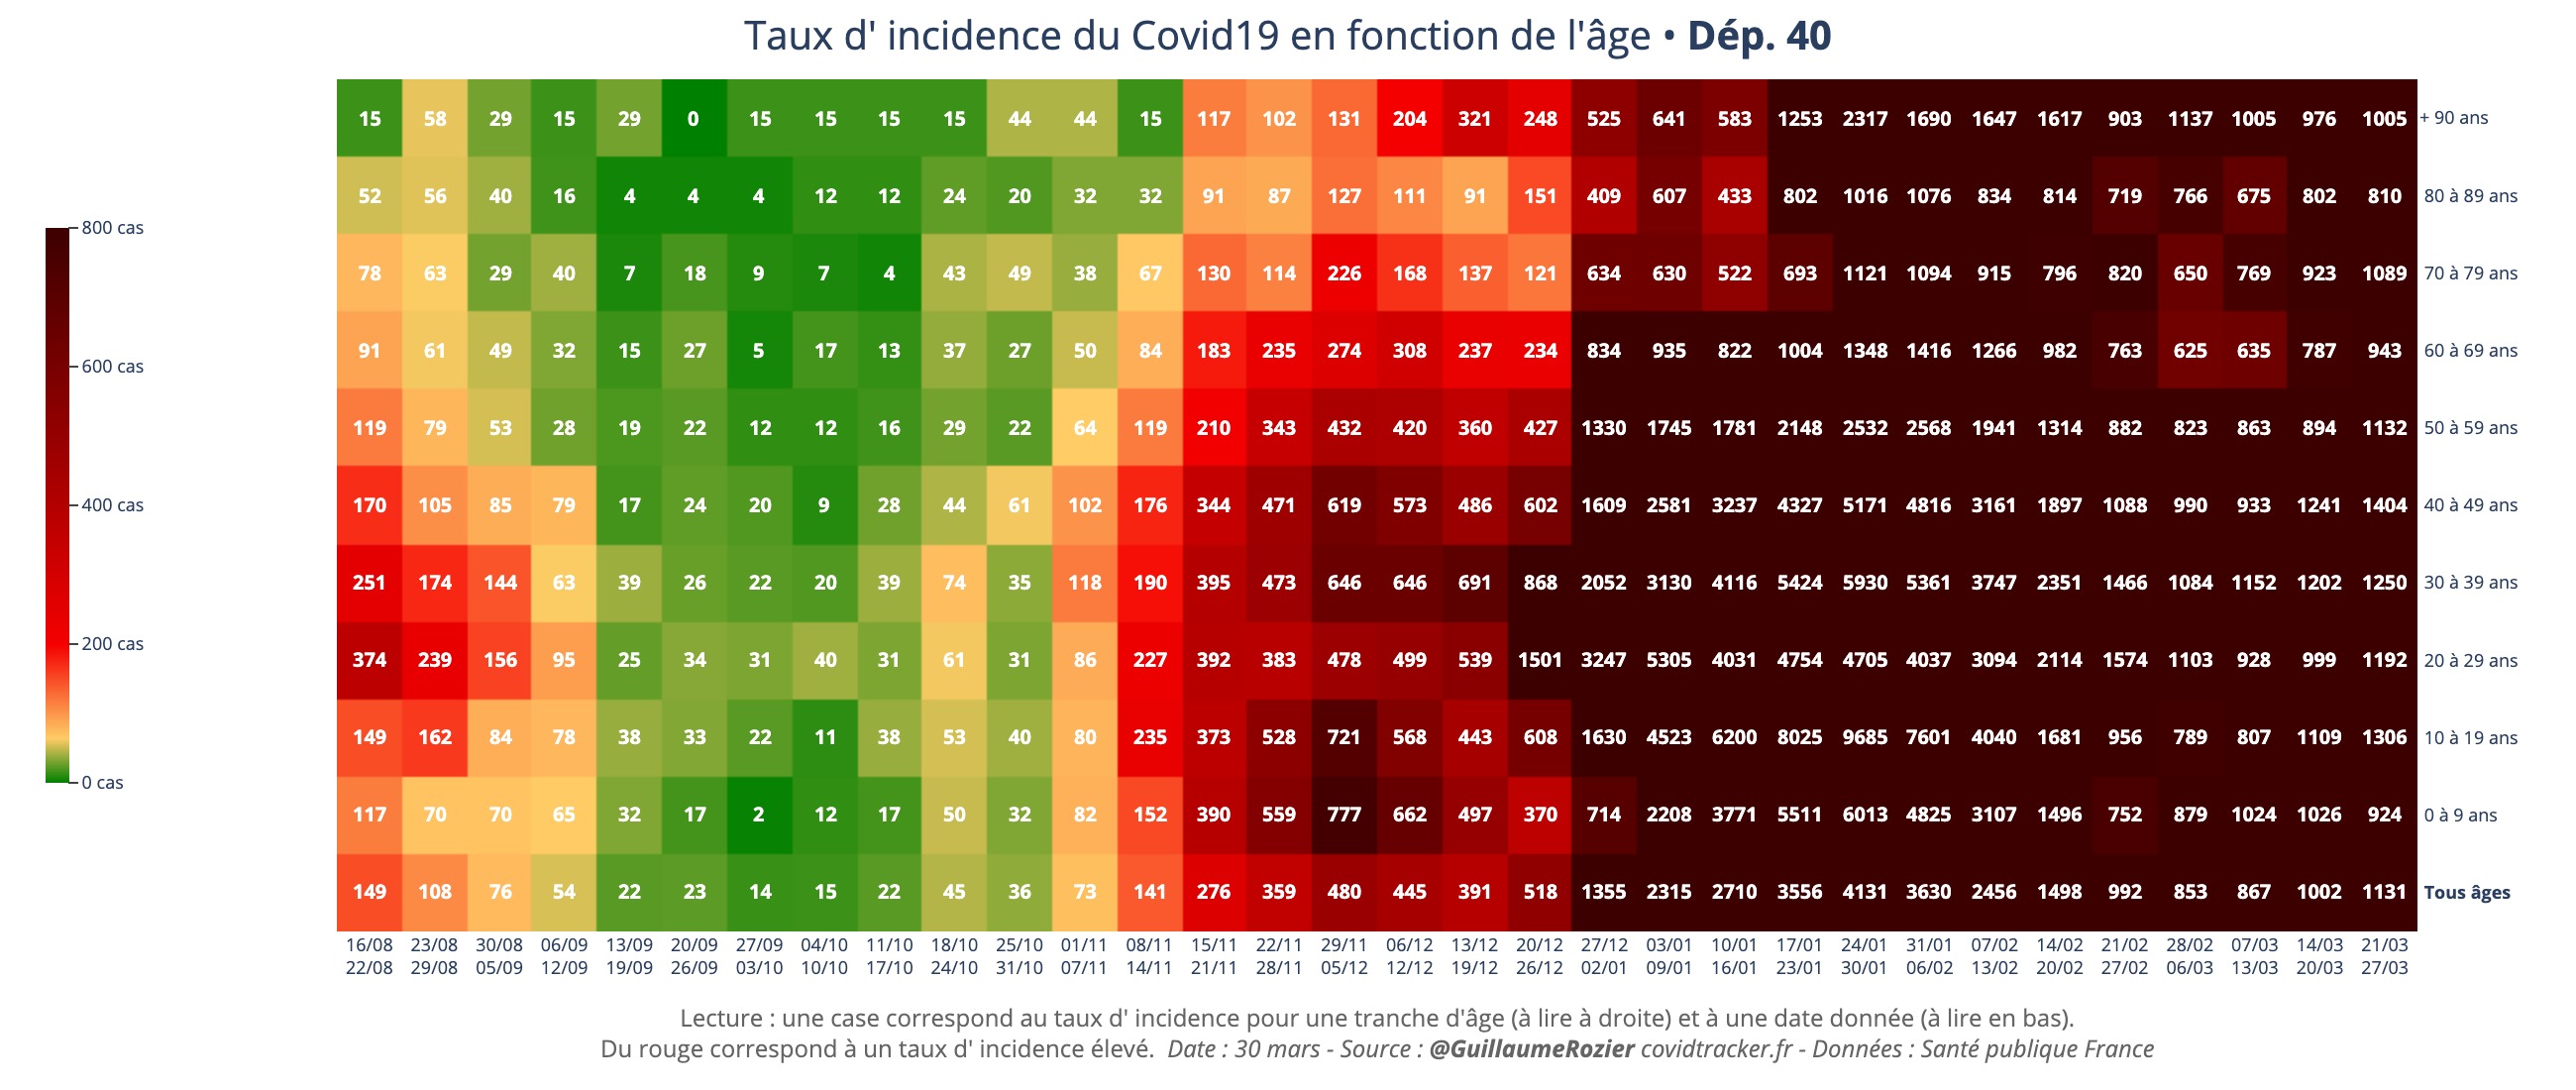 Taux d' incidence du Covid19 en fonction de l'âge • Dép. 40
800 cas
600 cas
400 cas
200 cas
0 cas
15 58 29 15 29 0 15 15 15 15 44 44 15 117 102 131 204 321 248 525 641 583 1253 2317 1690 1647 1617 903 1137 1005 976 1005 + 90 ans
52 56 40 16 4 4 4 12 12 24 20 32 32 91 87 127 111 91 151 409 607 433 802 1016 1076 834 814 719 766 675 802 810 80 à 89 ans
78 63 29 40 7 18 9 7 4 43 49 38 67 130 114 226 168 137 121 634 630 522 693 1121 1094 915 796 820 650 769 923 1089 70 à 79 ans
91 61 49 32 15 27 5 17 13 37 27 50 84 183 235 274 308 237 234 834 935 822 1004 1348 1416 1266 982 763 625 635 787 943 60 à 69 ans
119 79 53 28 19 22 12 12 16 29 22 64 119 210 343 432 420 360 427 1330 1745 1781 2148 2532 2568 1941 1314 882 823 863 894 1132 50 à 59 ans
170 105 85 79 17 24 20 9 28 44 61 102 176 344 471 619 573 486 602 1609 2581 3237 4327 5171 4816 3161 1897 1088 990 933 1241 1404 40 à 49 ans
251 174 144 63 39 26 22 20 39 74 35 118 190 395 473 646 646 691 868 2052 3130 4116 5424 5930 5361 3747 2351 1466 1084 1152 1202 1250 30 à 39 ans
374 239 156 95 25 34 31 40 31 61 31 86 227 392 383 478 499 539 1501 3247 5305 4031 4754 4705 4037 3094 2114 1574 1103 928 999 1192 20 à 29 ans
149 162 84 78 38 33 22 11 38 53 40 80 235 373 528 721 568 443 608 1630 4523 6200 8025 9685 7601 4040 1681 956 789 807 1109 1306 10 à 19 ans
117 70 70 65 32 17 2 12 17 50 32 82 152 390 559 777 662 497 370 714 2208 3771 5511 6013 4825 3107 1496 752 879 1024 1026 924 0 à 9 ans
149 108 76 54 22 23 14 15 22 45 36 73 141 276 359 480 445 391 518 1355 2315 2710 3556 4131 3630 2456 1498 992 853 867 1002 1131 Tous âges
16/08 23/08 30/08 06/09 13/09 20/09 27/09 04/10 11/10 18/10 25/10 01/11 08/11 15/11 22/11 29/11 06/12 13/12 20/12 27/12 03/01 10/01 17/01 24/01 31/01 07/02 14/02 21/02 28/02 07/03 14/03 21/03
22/08 29/08 05/09 12/09 19/09 26/09 03/10 10/10 17/10 24/10 31/10 07/11 14/11 21/11 28/11 05/12 12/12 19/12 26/12 02/01 09/01 16/01 23/01 30/01 06/02 13/02 20/02 27/02 06/03 13/03 20/03 27/03
Lecture : une case correspond au taux d' incidence pour une tranche d'âge (à lire à droite) et à une date donnée (à lire en bas).
Du rouge correspond à un taux d' incidence élevé. Date : 30 mars - Source : @GuillaumeRozier covidtracker.fr - Données : Santé publique France